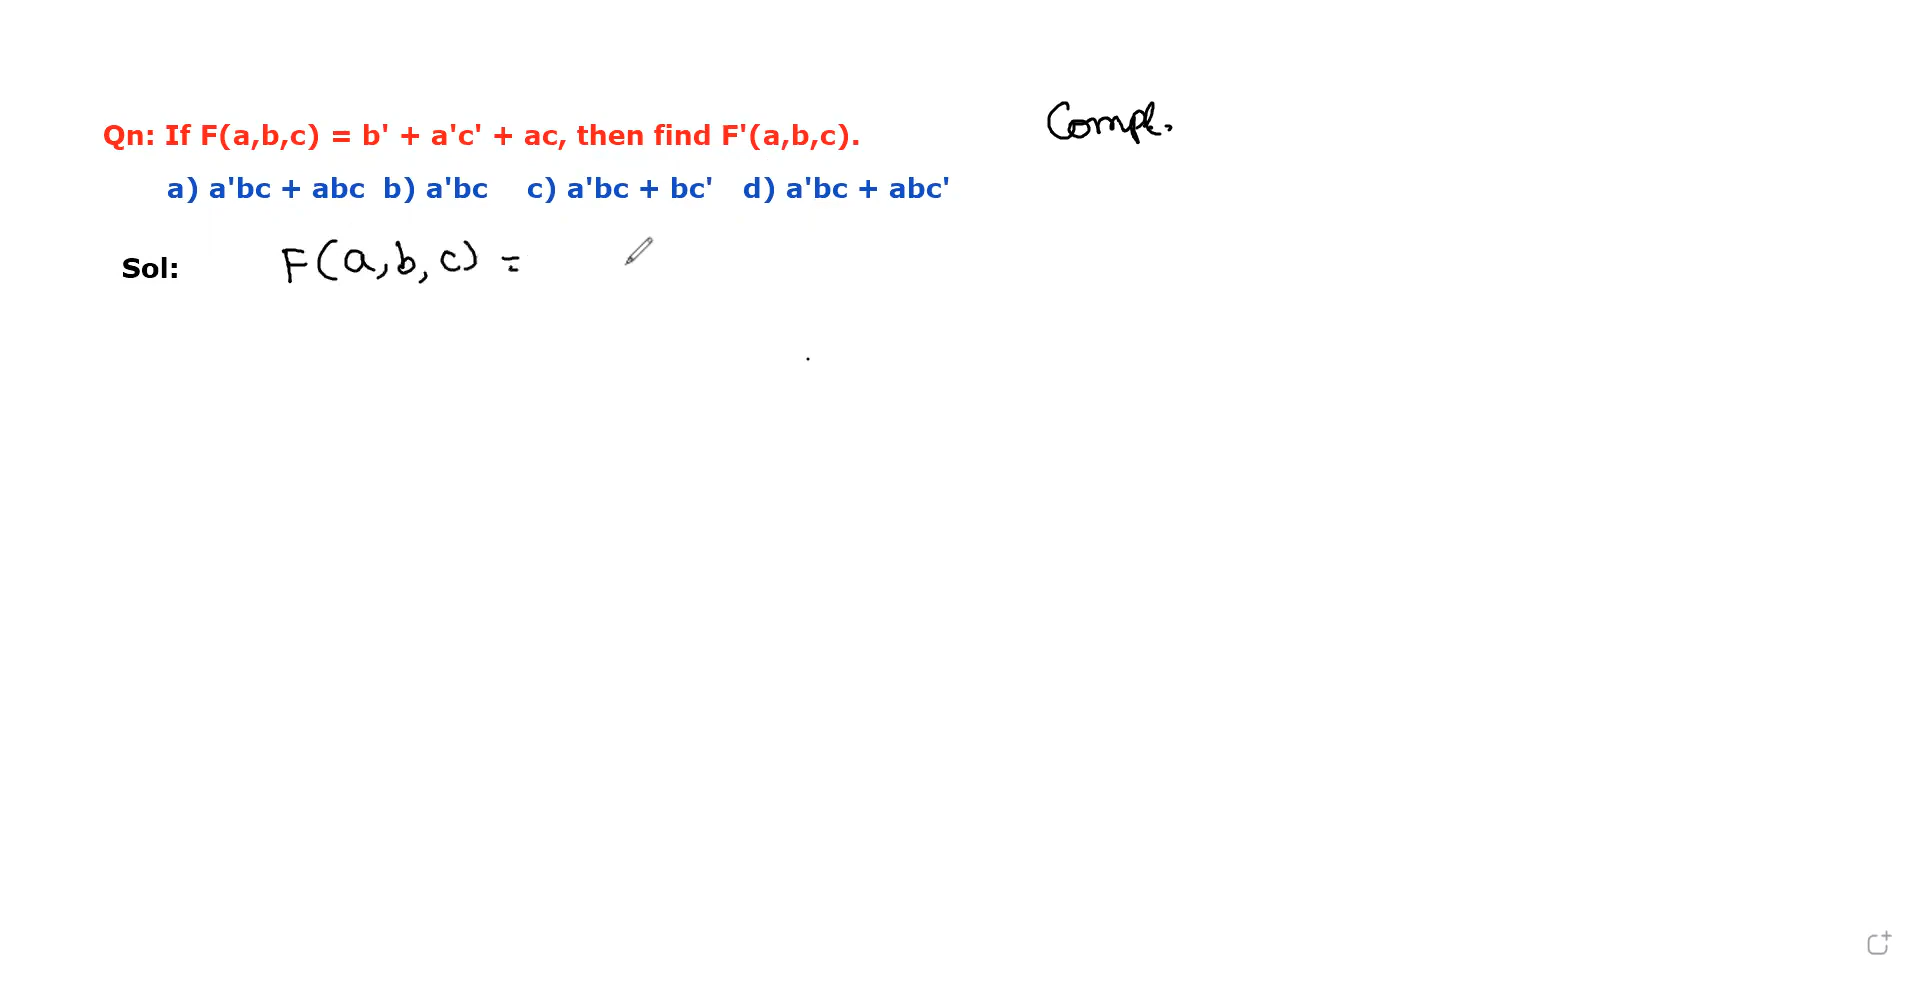 Qn: If F(a,b,c) = b' + a'c' + ac, then find F'(a,b,c).
Compl.
a) a'bc + abc b) a'bc c) a'bc + bc' d) a'bc + abc'
Sol: F(a,b,c) =